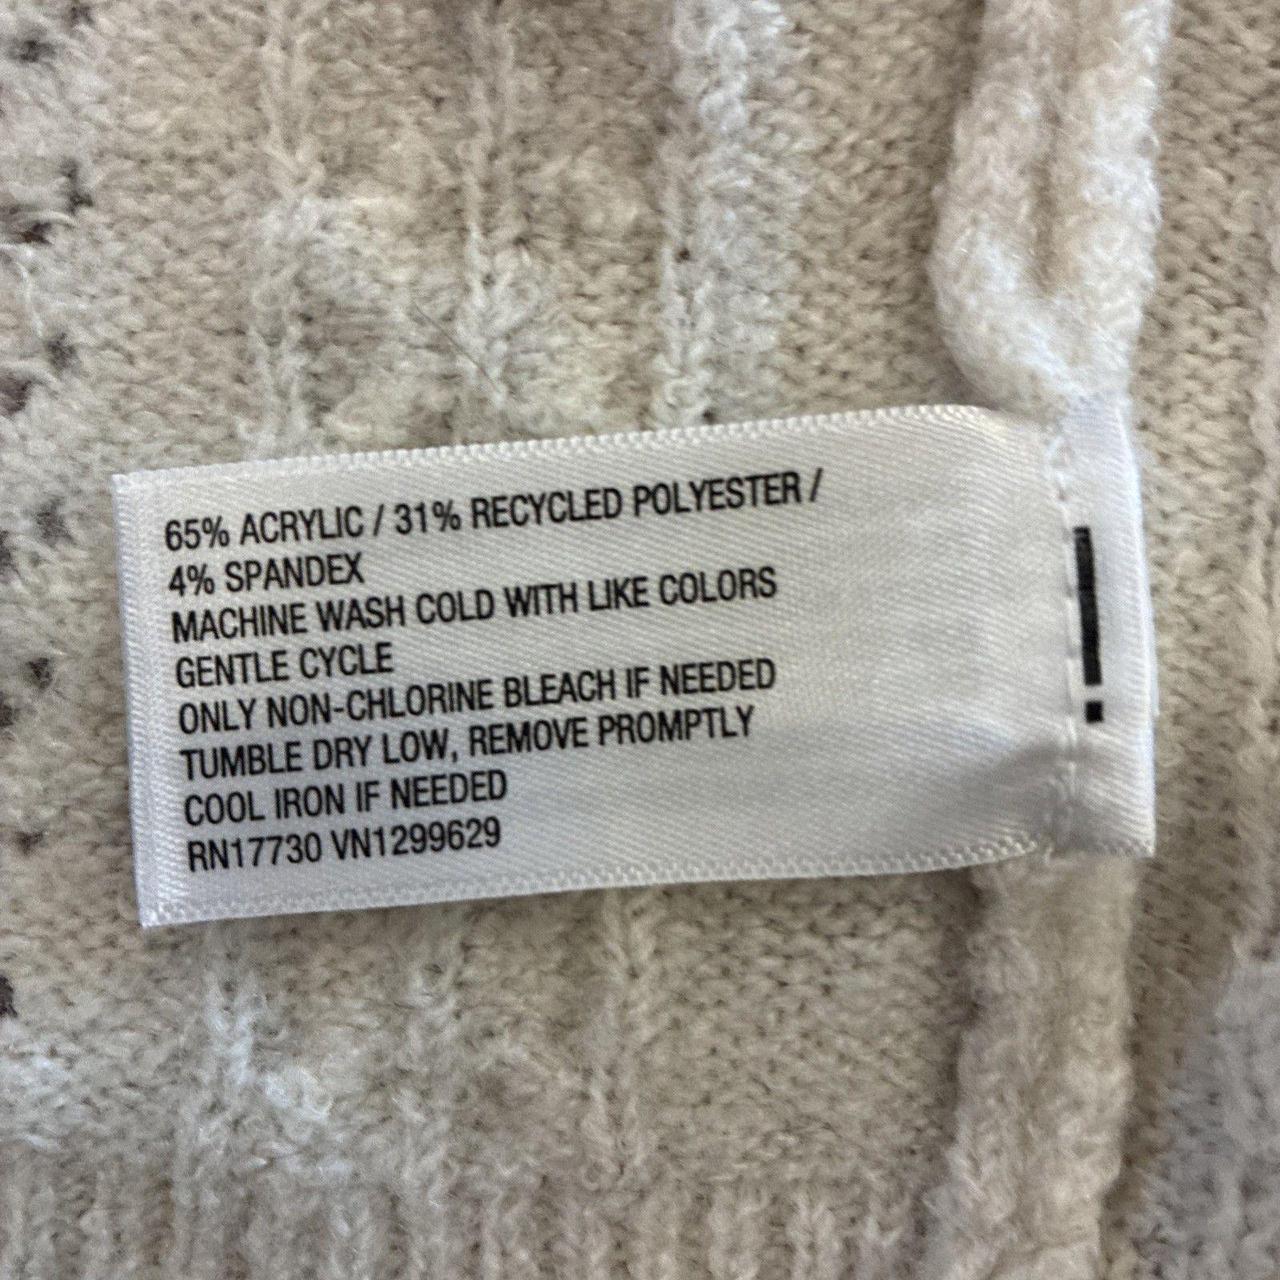 65% ACRYLIC / 31% RECYCLED POLYESTER /
4% SPANDEX
MACHINE WASH COLD WITH LIKE COLORS
GENTLE CYCLE
ONLY NON-CHLORINE BLEACH IF NEEDED
TUMBLE DRY LOW, REMOVE PROMPTLY
COOL IRON IF NEEDED
RN17730 VN1299629